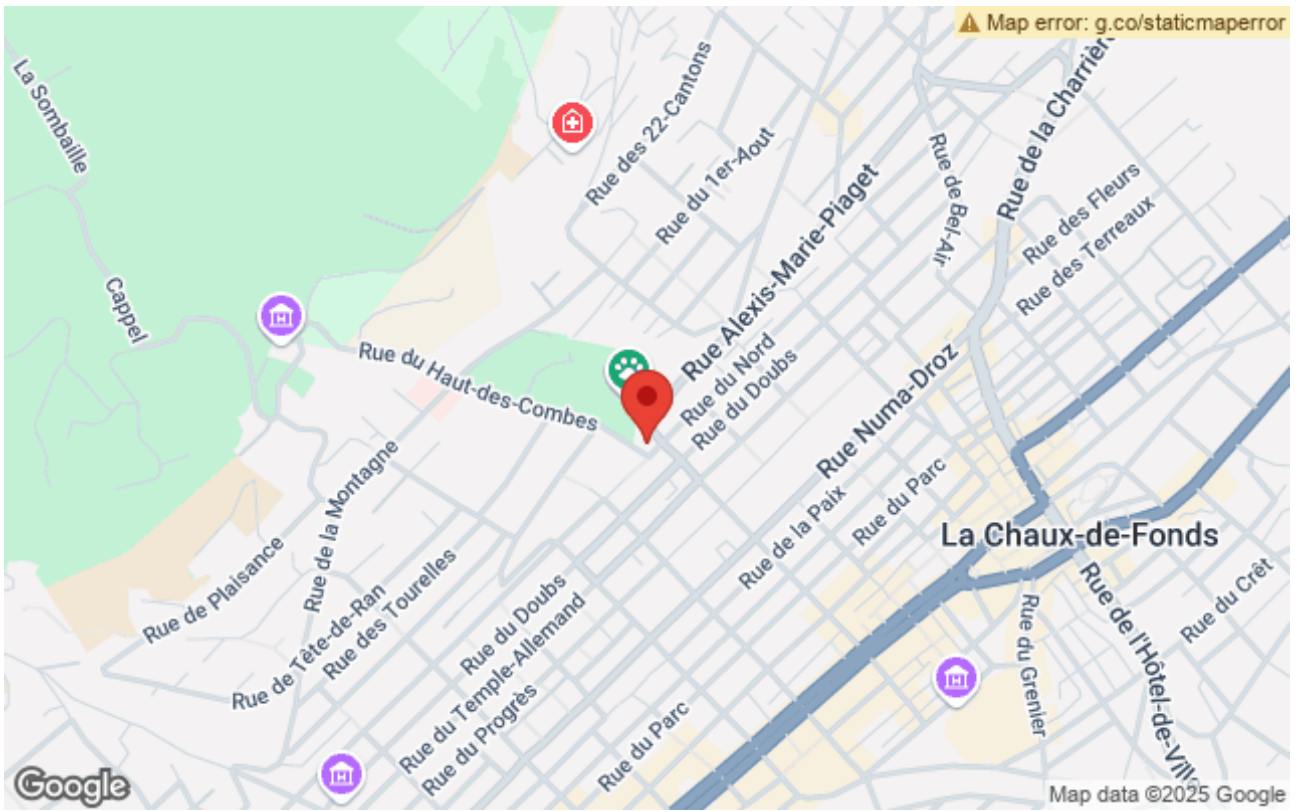 Map error: g.co/staticmaperror
La Sombaille
Cappel
Rue des 22-Cantons
Rue du 1er-Aout
Rue Alexis-Marie-Piaget
Rue de Bel-Air
Rue de la Charrière
Rue des Fleurs
Rue des Terreaux
Rue du Haut-des-Combes
Rue du Nord
Rue du Doubs
Rue Numa-Droz
Rue de la Paix
Rue du Parc
La Chaux-de-Fonds
Rue de la Montagne
Rue de Plaisance
Rue de Tête-de-Ran
Rue des Tourelles
Rue du Doubs
Rue du Temple-Allemand
Rue du Progrès
Rue du Parc
Rue du Grenier
Rue de l'Hôtel-de-Ville
Rue du Crêt
Google
Map data ©2025 Google